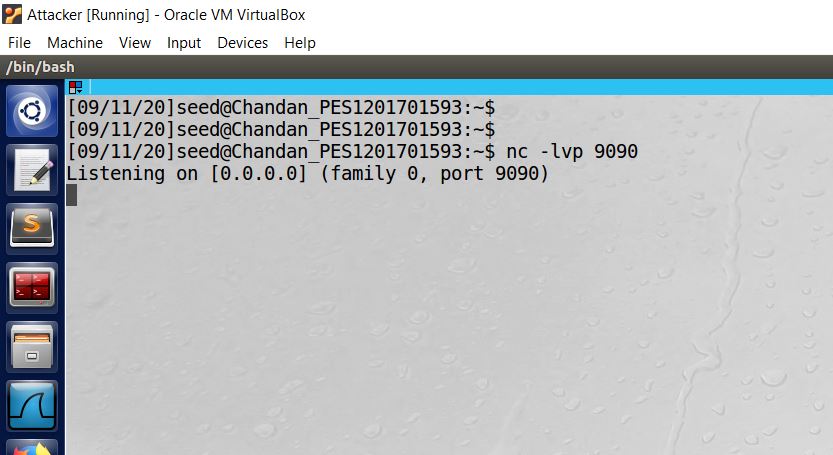 Attacker [Running] - Oracle VM VirtualBox
File Machine View Input Devices Help
/bin/bash
[09/11/20]seed@Chandan_PES1201701593:~$
[09/11/20]seed@Chandan_PES1201701593:~$
[09/11/20]seed@Chandan_PES1201701593:~$ nc -lvp 9090
Listening on [0.0.0.0] (family 0, port 9090)